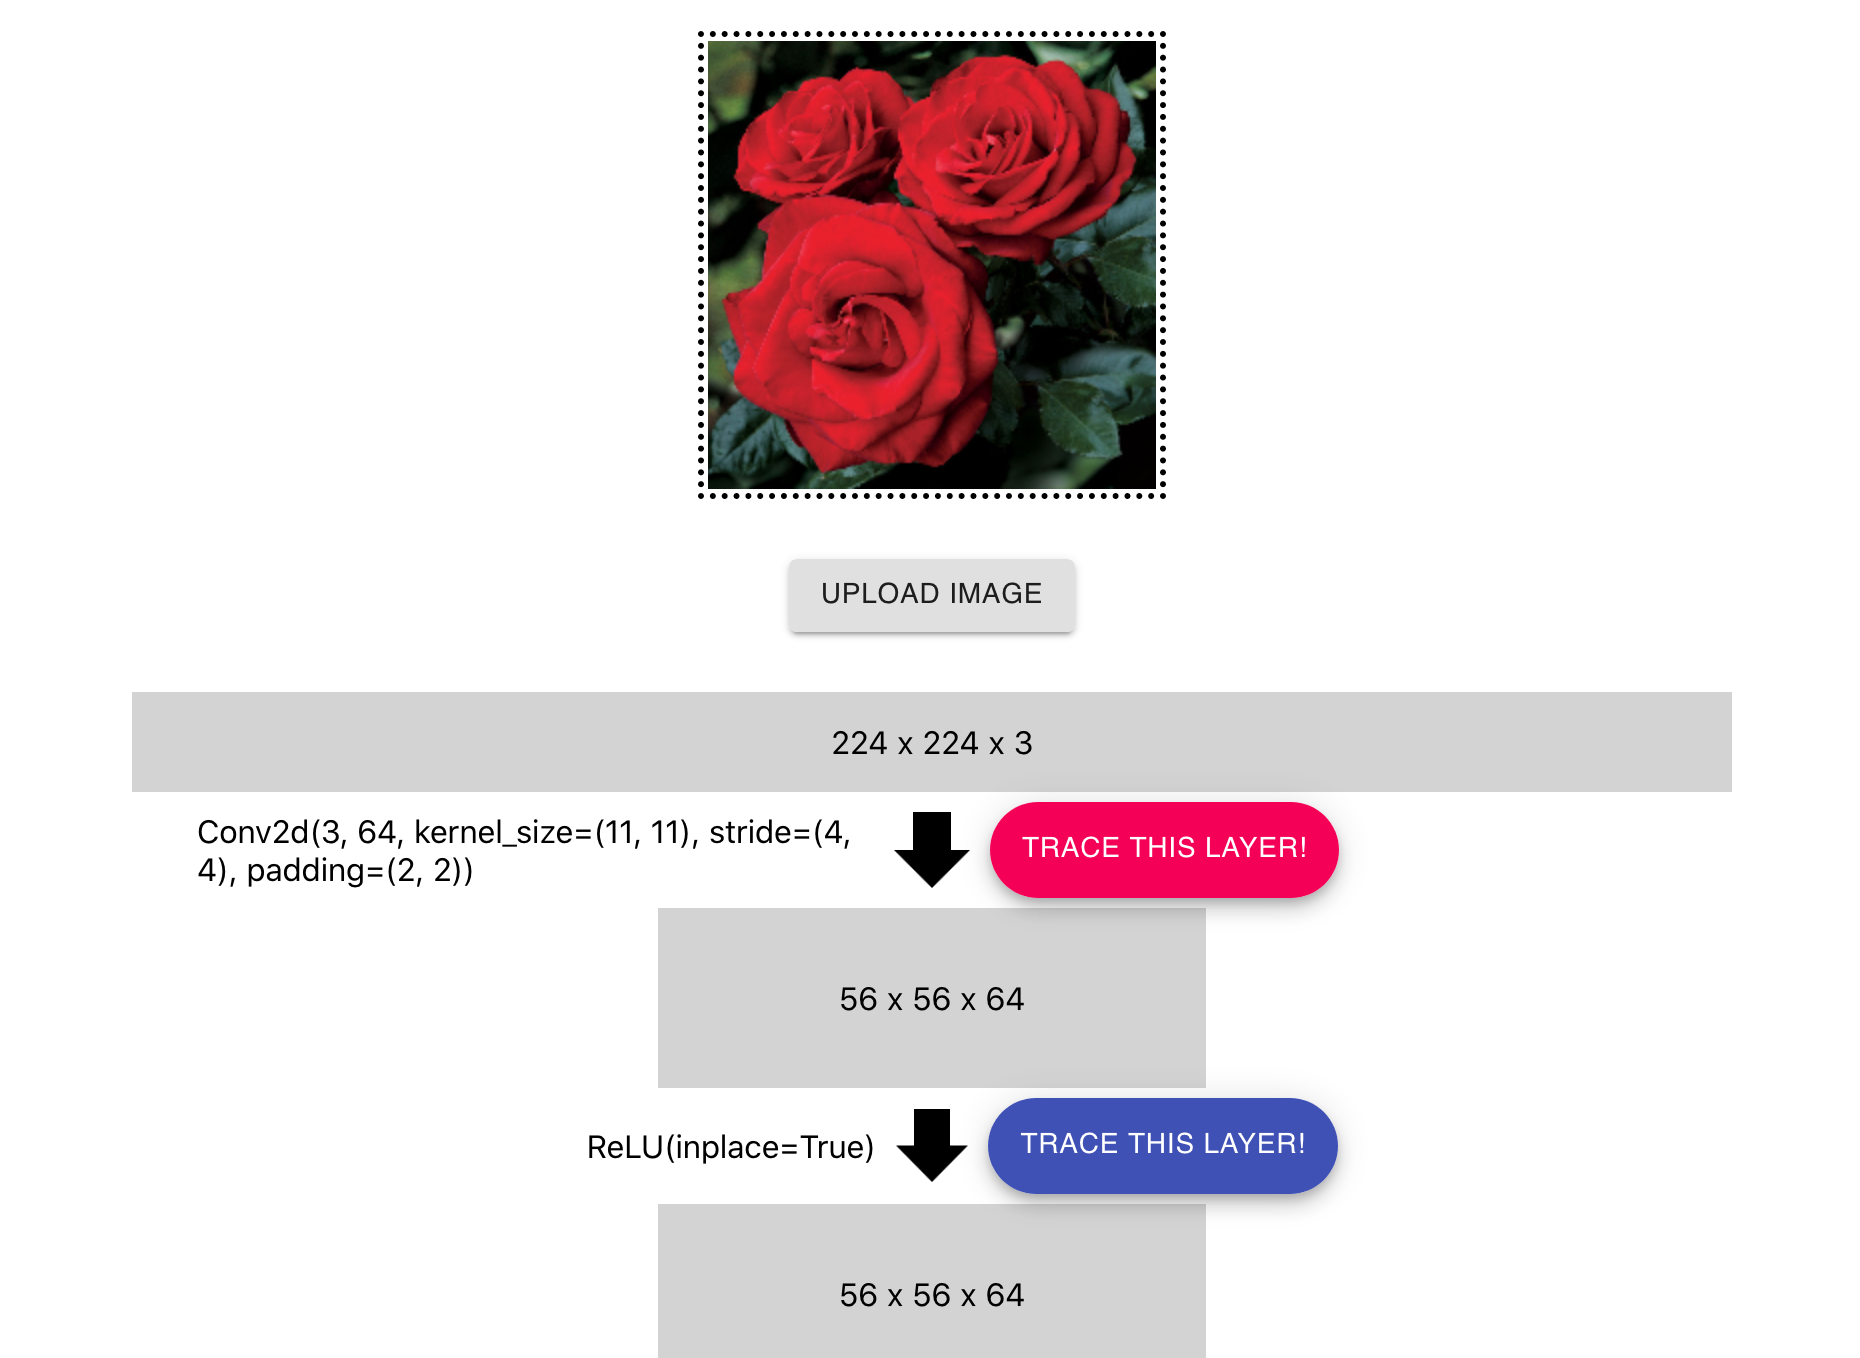 UPLOAD IMAGE
224 x 224 x 3
Conv2d(3, 64, kernel_size=(11, 11), stride=(4,
4), padding=(2, 2))
TRACE THIS LAYER!
56 x 56 x 64
ReLU(inplace=True)
TRACE THIS LAYER!
56 x 56 x 64